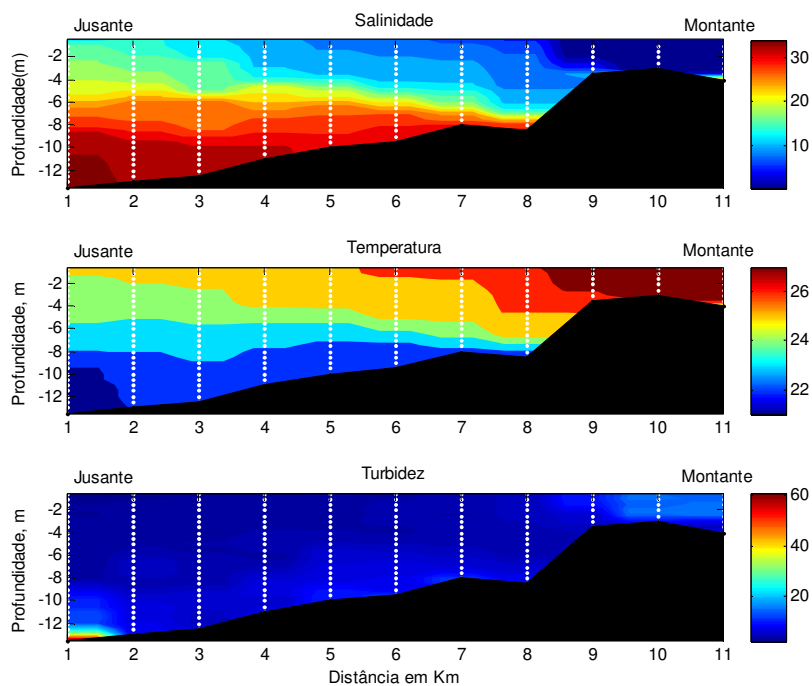 Jusante Salinidade Montante
Profundidade(m)
-2
-4
-6
-8
-10
-12
1 2 3 4 5 6 7 8 9 10 11
30
20
10
Jusante Temperatura Montante
Profundidade, m
-2
-4
-6
-8
-10
-12
1 2 3 4 5 6 7 8 9 10 11
26
24
22
Jusante Turbidez Montante
Profundidade, m
-2
-4
-6
-8
-10
-12
1 2 3 4 5 6 7 8 9 10 11
Distância em Km
60
40
20
0